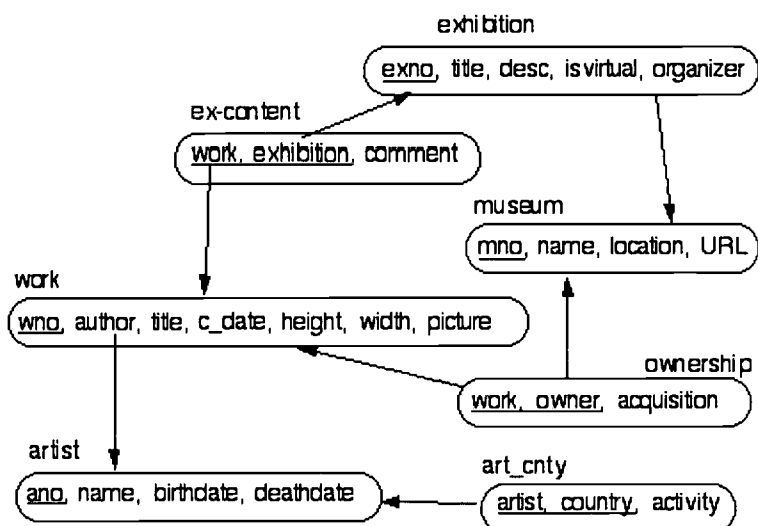 exhibition
exno, title, desc, isvirtual, organizer
ex-content
work, exhibition, comment
museum
mno, name, location, URL
work
wno, author, title, c_date, height, width, picture
ownership
work, owner, acquisition
artist
ano, name, birthdate, deathdate
art_cnty
artist, country, activity